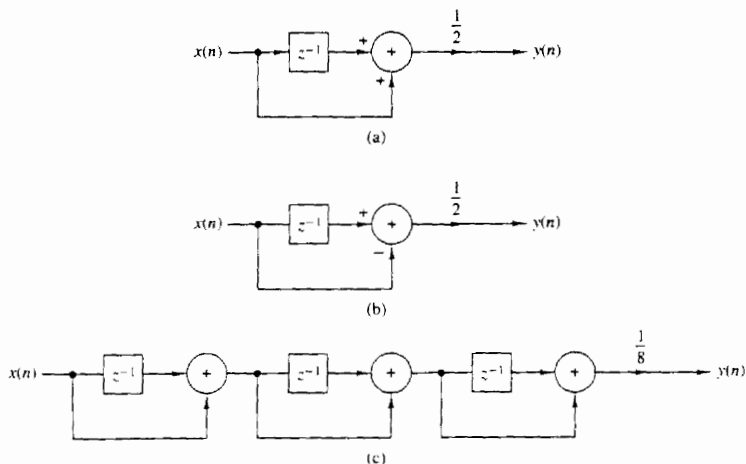 x(n) z⁻¹ + + + 1/2 y(n)
(a)
x(n) z⁻¹ + + − 1/2 y(n)
(b)
x(n) z⁻¹ + z⁻¹ + z⁻¹ + 1/8 y(n)
(c)